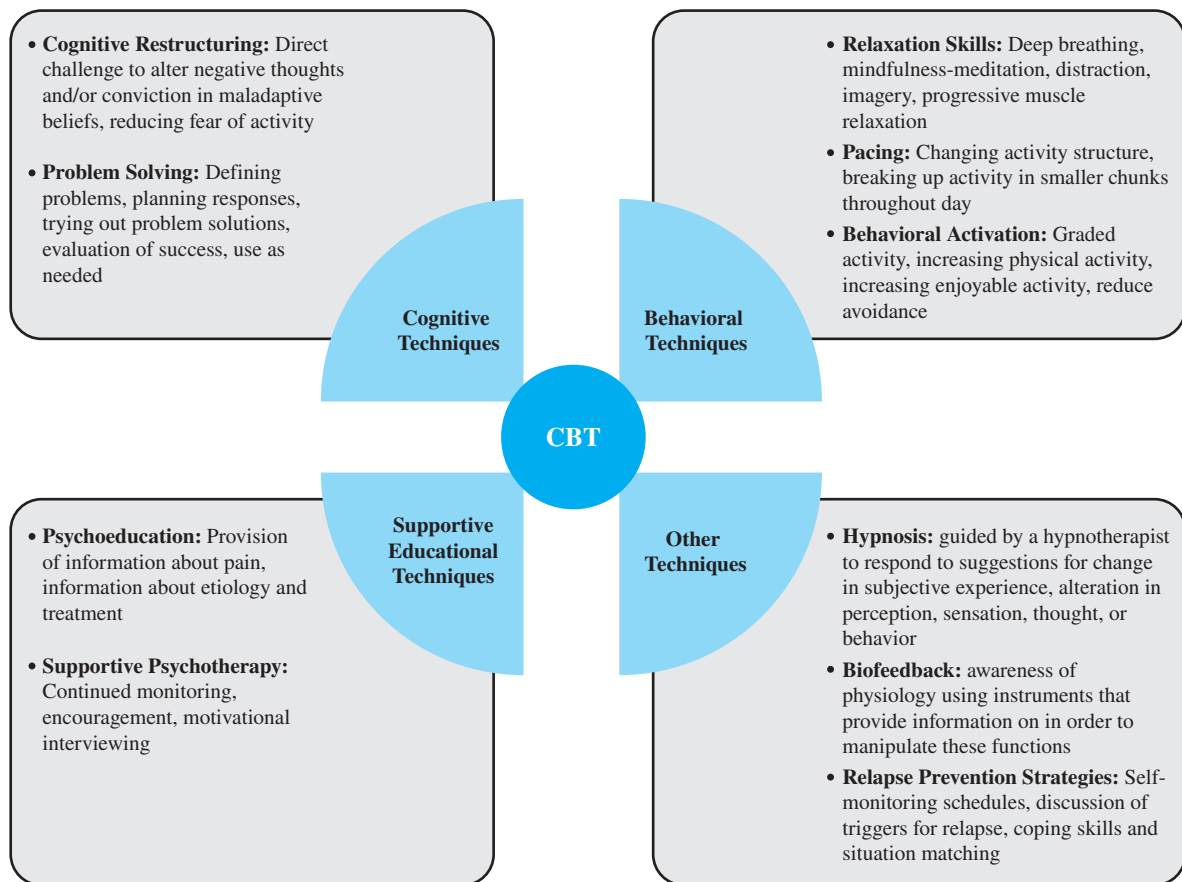 • Cognitive Restructuring: Direct
challenge to alter negative thoughts
and/or conviction in maladaptive
beliefs, reducing fear of activity
• Problem Solving: Defining
problems, planning responses,
trying out problem solutions,
evaluation of success, use as
needed
• Relaxation Skills: Deep breathing,
mindfulness-meditation, distraction,
imagery, progressive muscle
relaxation
• Pacing: Changing activity structure,
breaking up activity in smaller chunks
throughout day
• Behavioral Activation: Graded
activity, increasing physical activity,
increasing enjoyable activity, reduce
avoidance
Cognitive
Techniques
Behavioral
Techniques
CBT
Supportive
Educational
Techniques
Other
Techniques
• Psychoeducation: Provision
of information about pain,
information about etiology and
treatment
• Supportive Psychotherapy:
Continued monitoring,
encouragement, motivational
interviewing
• Hypnosis: guided by a hypnotherapist
to respond to suggestions for change
in subjective experience, alteration in
perception, sensation, thought, or
behavior
• Biofeedback: awareness of
physiology using instruments that
provide information on in order to
manipulate these functions
• Relapse Prevention Strategies: Self-
monitoring schedules, discussion of
triggers for relapse, coping skills and
situation matching